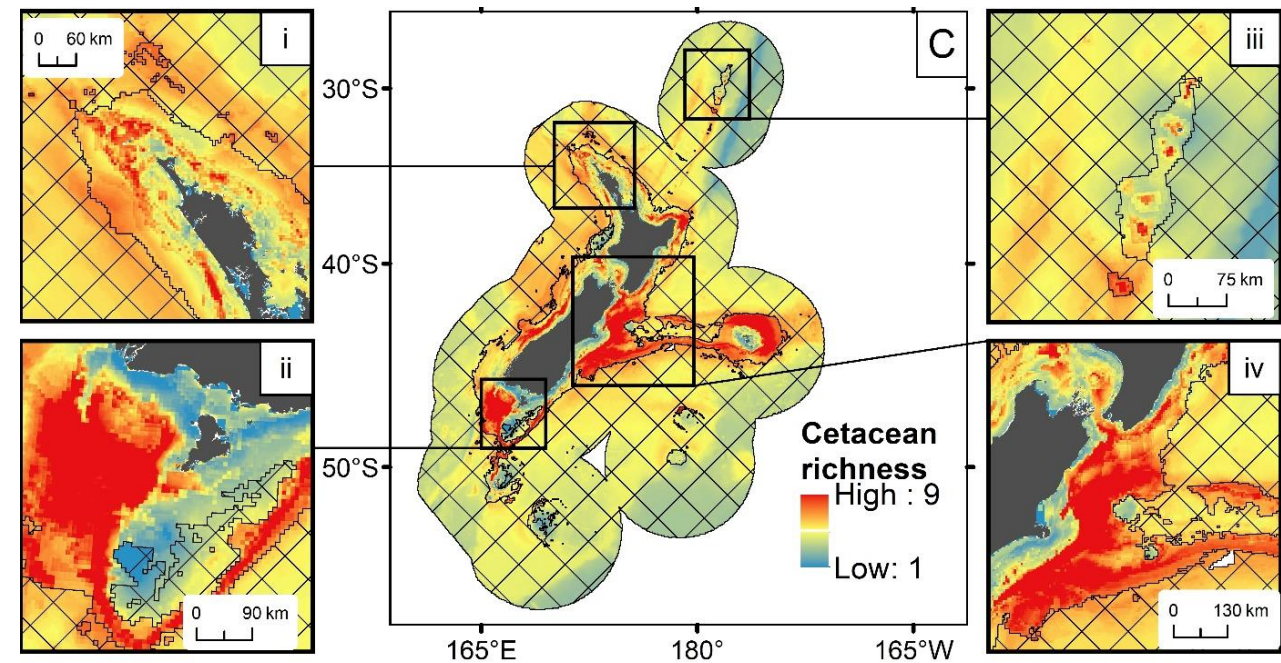 i
0 60 km
C
iii
0 75 km
30°S
40°S
50°S
ii
0 90 km
Cetacean
richness
High : 9
Low: 1
iv
0 130 km
165°E
180°
165°W